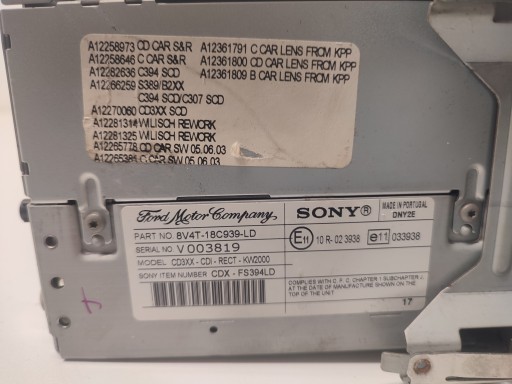 A12258973 CD CAR S&R
A12258646 C CAR S&R
A12282636 C394 SCD
A12266259 S389/B2XX
C394 SCD/C307 SCD
A12270060 CD3XX SCD
A12281314 WILISCH REWORK
A12281325 WILISCH REWORK
A12265778 CD CAR SW 05.06.03
A12265381 C CAR SW 05.06.03
A12361791 C CAR LENS FROM KPP
A12361800 CD CAR LENS FROM KPP
A12361809 B CAR LENS FROM KPP
Ford Motor Company
PART NO. 8V4T-18C939-LD
SERIAL NO. V003819
MODEL CD3XX - CDI - RECT - KW2000
SONY ITEM NUMBER CDX - FS394LD
SONY®
MADE IN PORTUGAL
DNY2E
E11 10 R- 02 3938
e11 033938
COMPLIES WITH D. F. C. CHAPTER 1 SUBCHAPTER J,
AT THE DATE OF MANUFACTURE SHOWN ON THE
OUTSIDE OF THIS UNIT
17